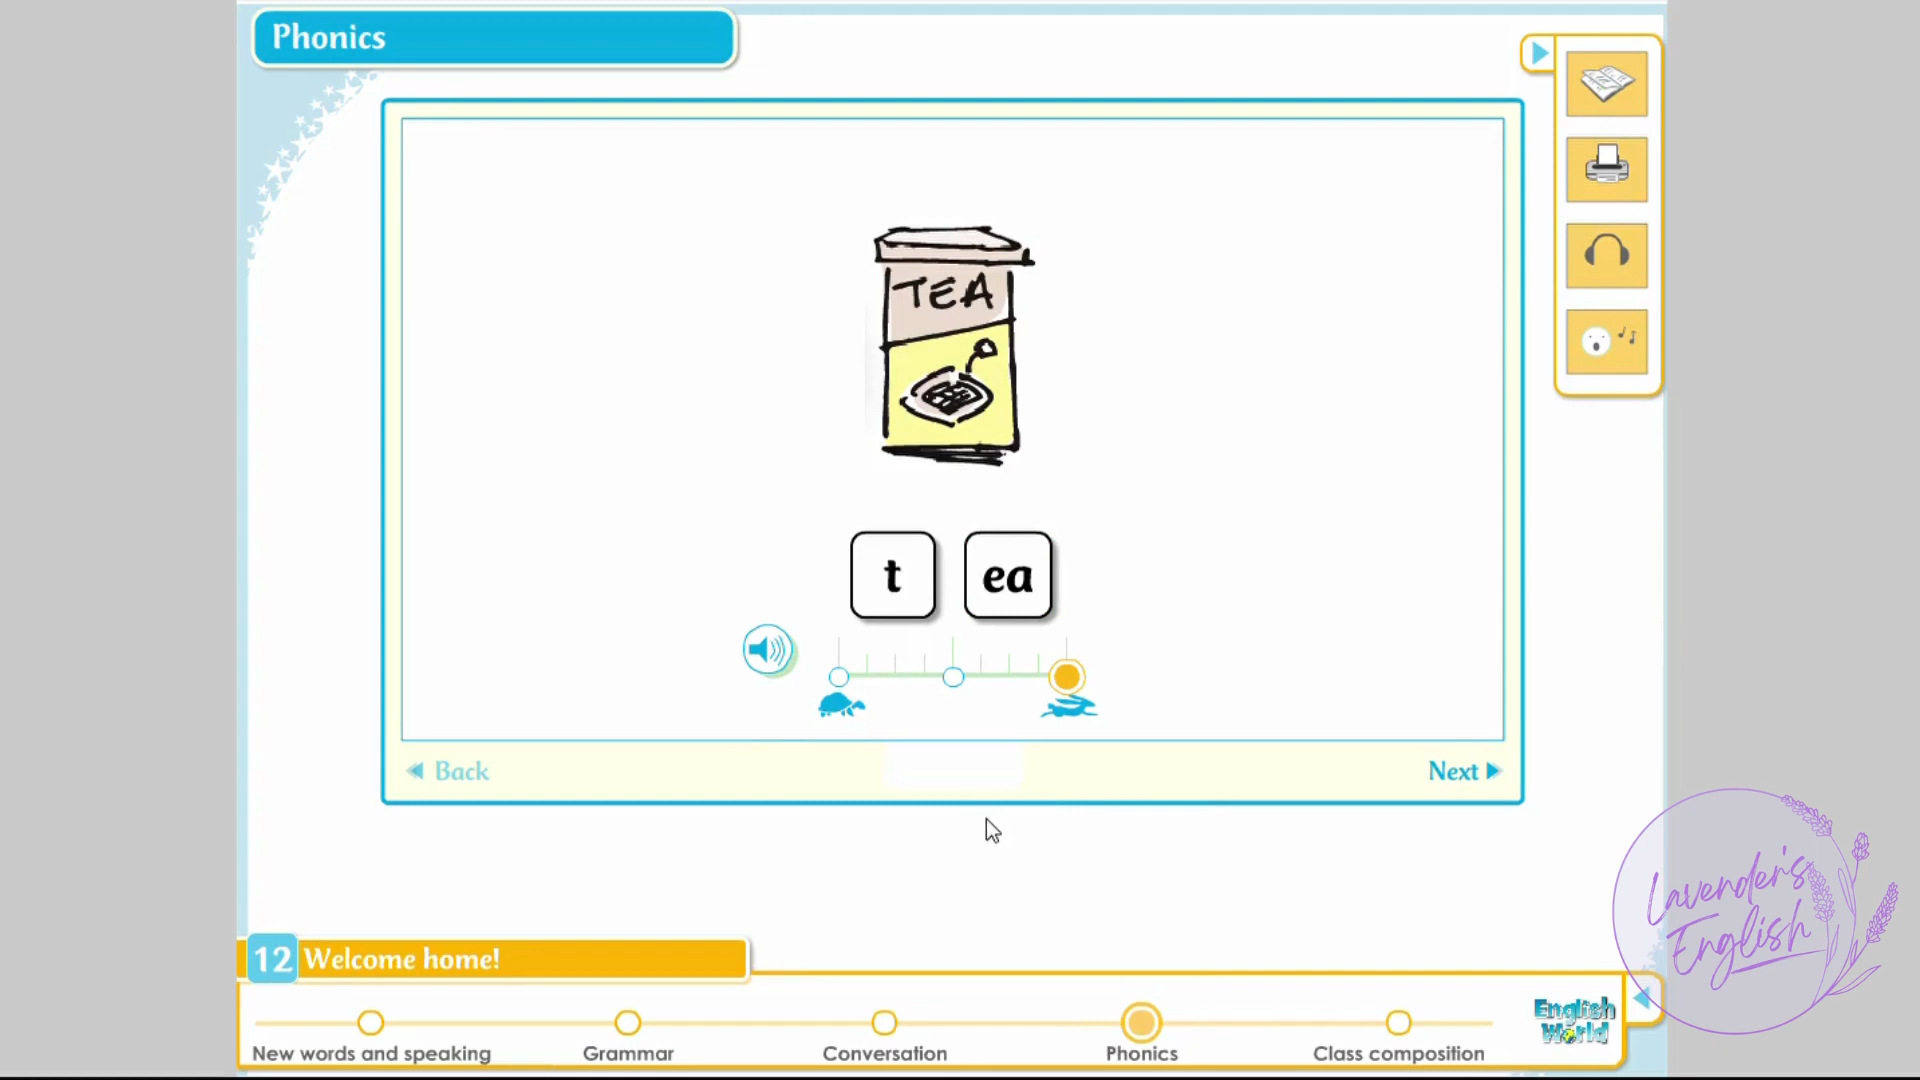 Phonics
TEA
t ea
Back
Next
12 Welcome home!
New words and speaking Grammar Conversation Phonics Class composition
English
World
Lavender's
English